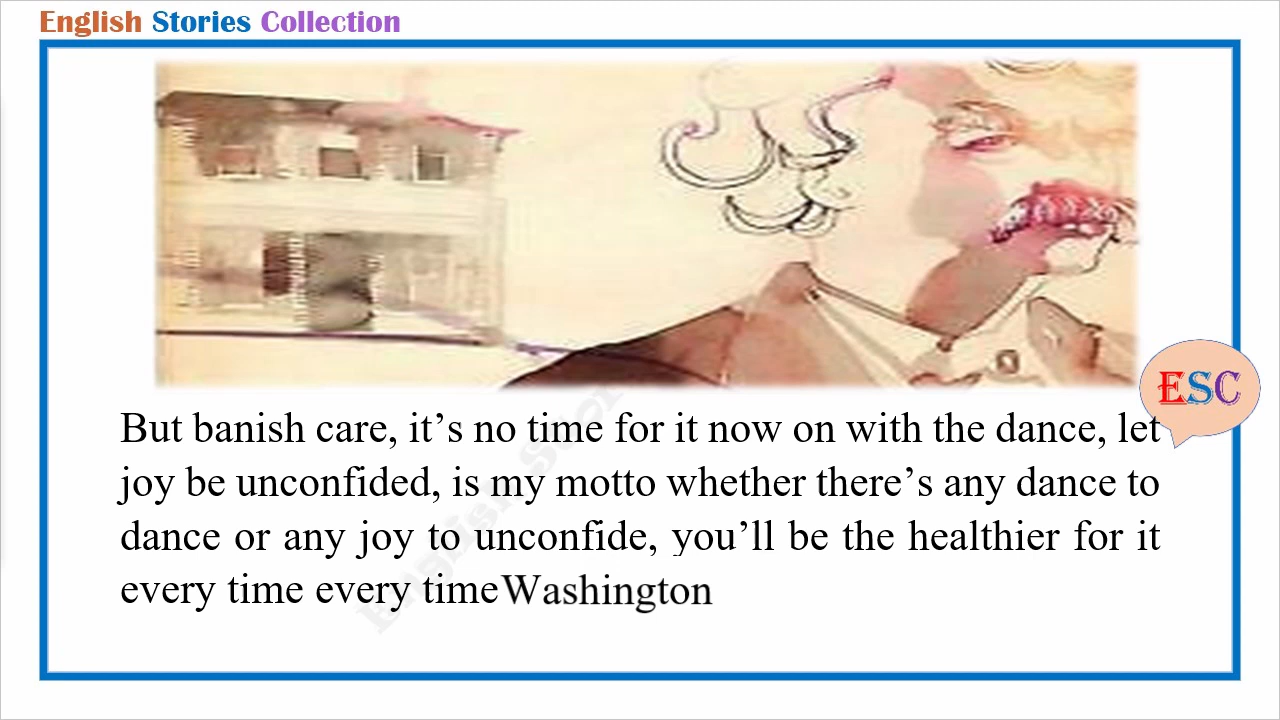 English Stories Collection
ESC
But banish care, it’s no time for it now on with the dance, let
joy be unconfided, is my motto whether there’s any dance to
dance or any joy to unconfide, you’ll be the healthier for it
every time every timeWashington
English Stor